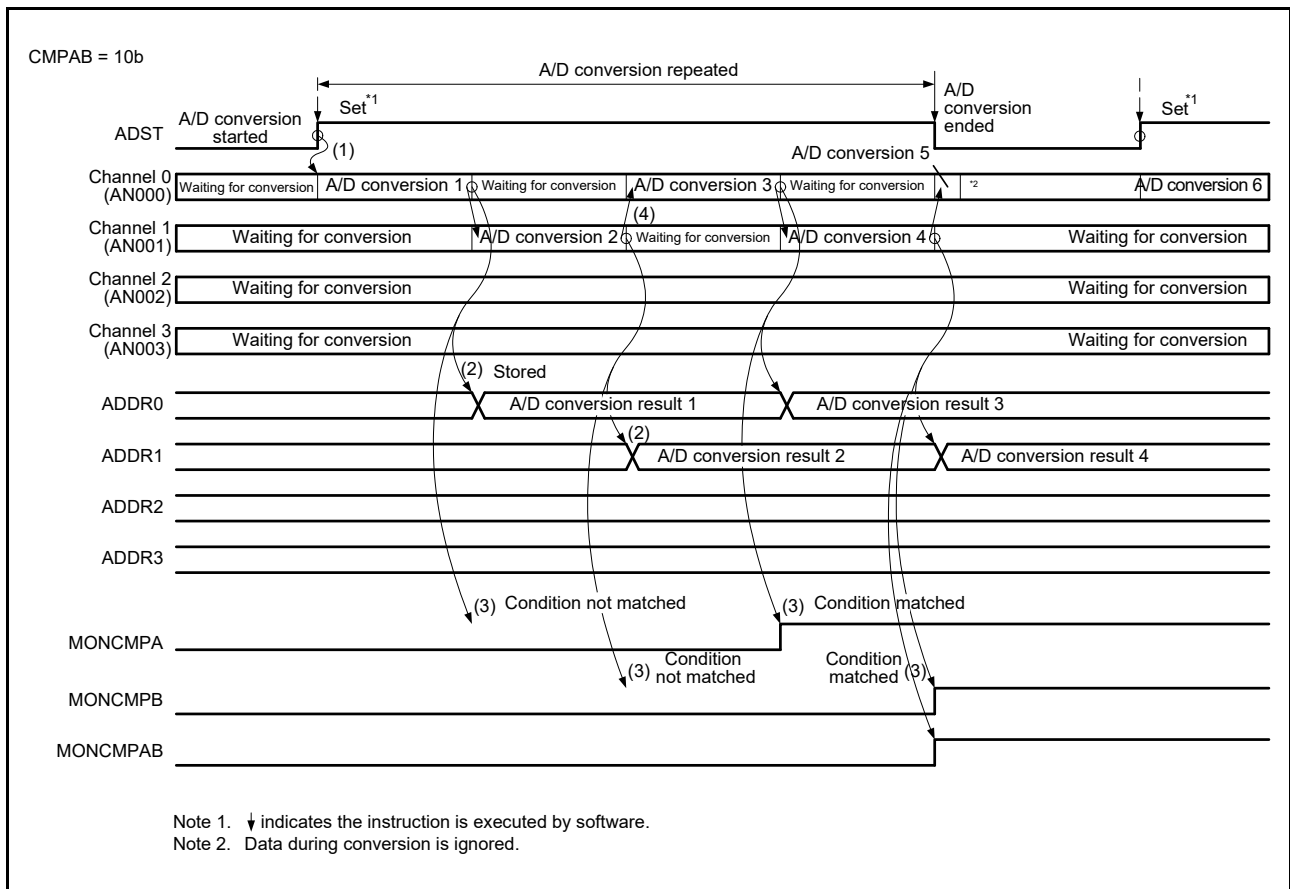 CMPAB = 10b
A/D conversion repeated
A/D
conversion
ended
Set*1
Set*1
A/D conversion
started
ADST
(1)
A/D conversion 5
Channel 0
(AN000)
Waiting for conversion
A/D conversion 1
Waiting for conversion
A/D conversion 3
Waiting for conversion
*2
A/D conversion 6
(4)
Channel 1
(AN001)
Waiting for conversion
A/D conversion 2
Waiting for conversion
A/D conversion 4
Waiting for conversion
Channel 2
(AN002)
Waiting for conversion
Waiting for conversion
Channel 3
(AN003)
Waiting for conversion
Waiting for conversion
(2) Stored
ADDR0
A/D conversion result 1
A/D conversion result 3
(2)
ADDR1
A/D conversion result 2
A/D conversion result 4
ADDR2
ADDR3
(3) Condition not matched
(3) Condition matched
MONCMPA
(3) Condition
not matched
Condition
matched (3)
MONCMPB
MONCMPAB
Note 1. indicates the instruction is executed by software.
Note 2. Data during conversion is ignored.